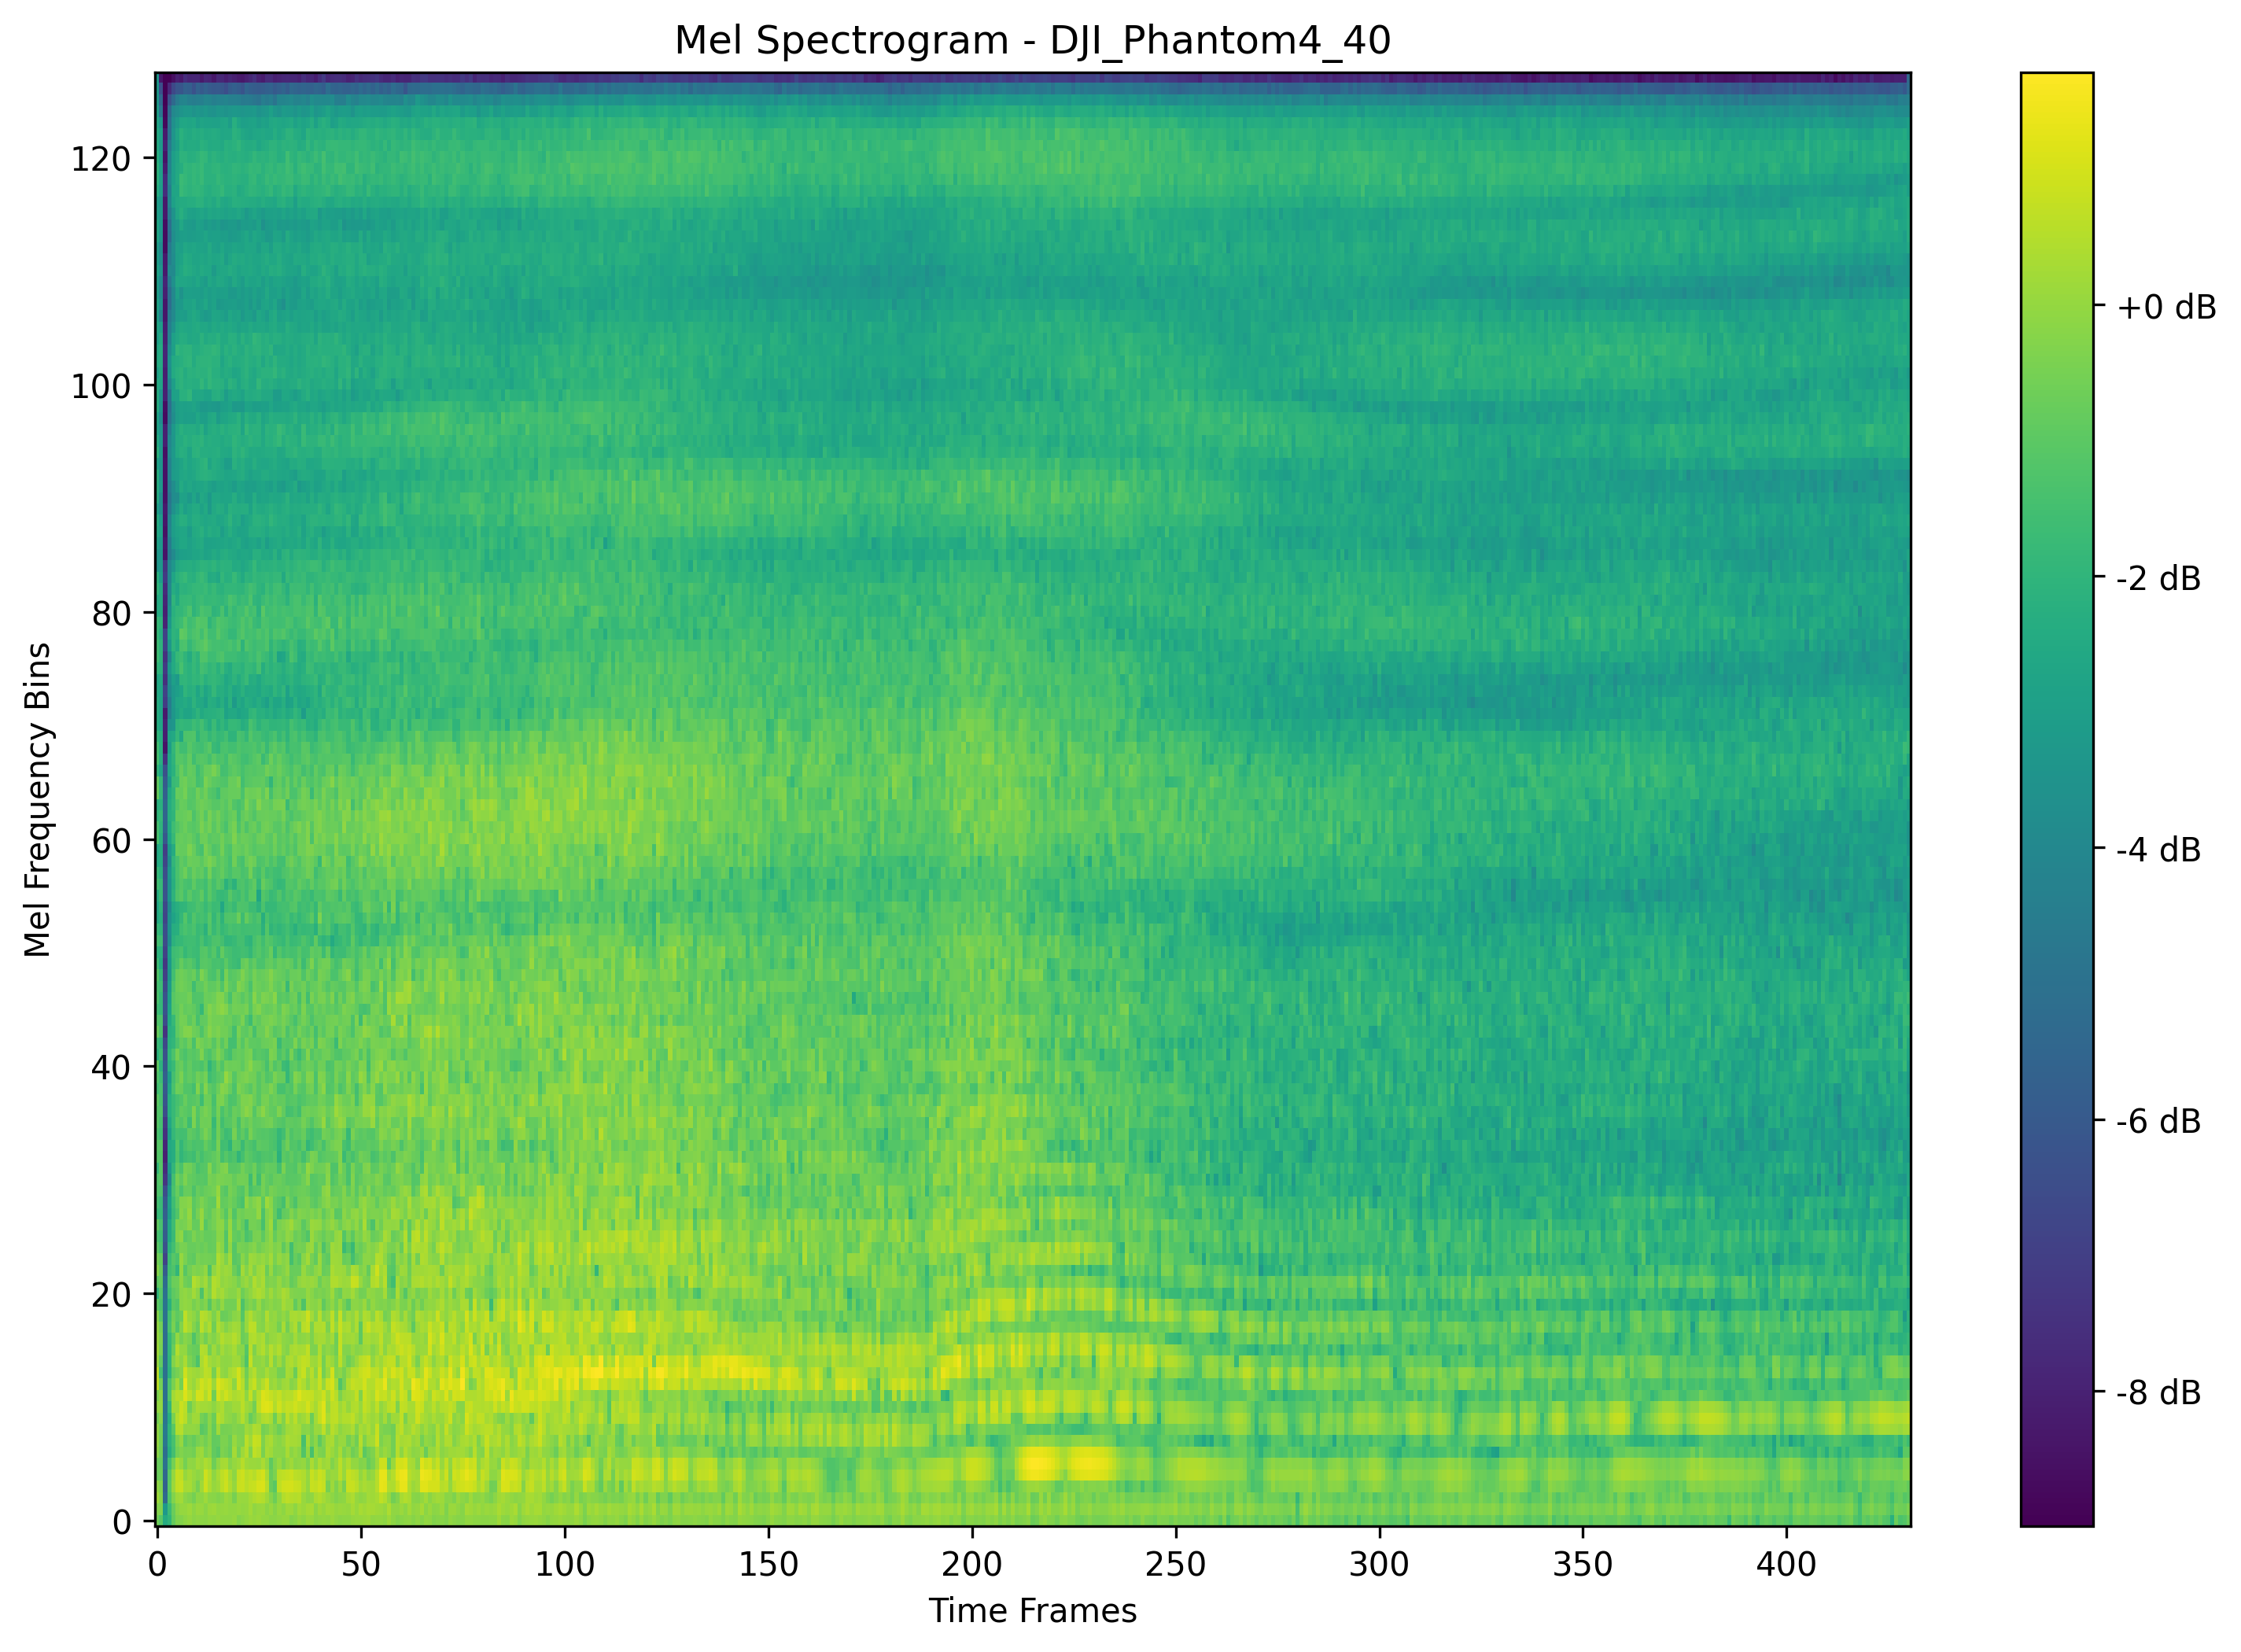 Mel Spectrogram - DJI_Phantom4_40
Mel Frequency Bins
120
100
80
60
40
20
0
0 50 100 150 200 250 300 350 400
Time Frames
+0 dB
-2 dB
-4 dB
-6 dB
-8 dB